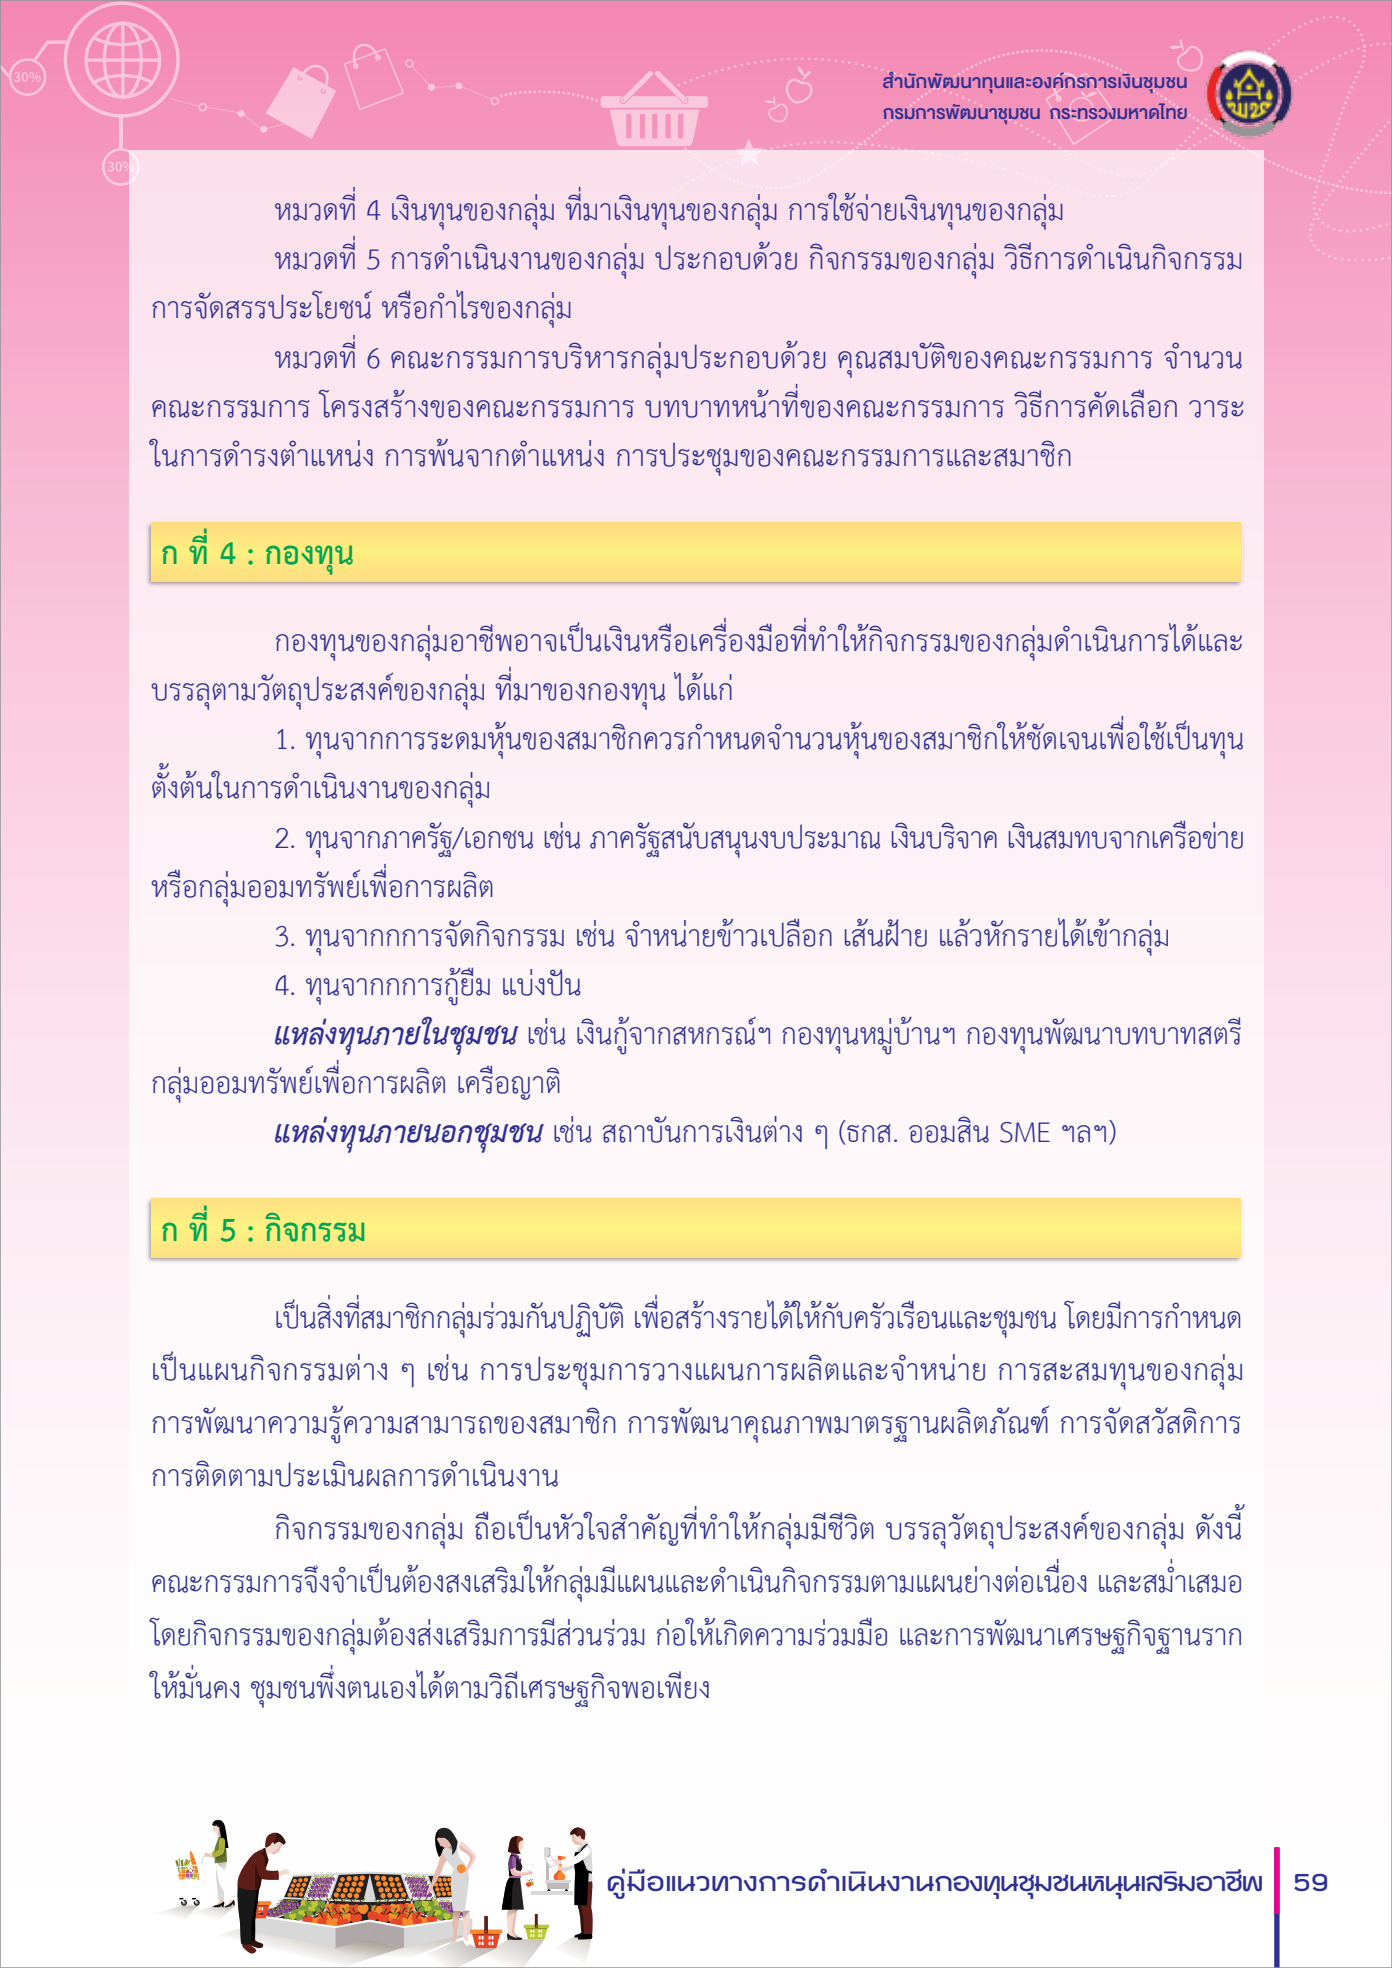 30%
30%
สำนักพัฒนาทุนและองค์กรการเงินชุมชน
กรมการพัฒนาชุมชน กระทรวงมหาดไทย
หมวดที่ 4 เงินทุนของกลุ่ม ที่มาเงินทุนของกลุ่ม การใช้จ่ายเงินทุนของกลุ่ม
หมวดที่ 5 การดำเนินงานของกลุ่ม ประกอบด้วย กิจกรรมของกลุ่ม วิธีการดำเนินกิจกรรม
การจัดสรรประโยชน์ หรือกำไรของกลุ่ม
หมวดที่ 6 คณะกรรมการบริหารกลุ่มประกอบด้วย คุณสมบัติของคณะกรรมการ จำนวน
คณะกรรมการ โครงสร้างของคณะกรรมการ บทบาทหน้าที่ของคณะกรรมการ วิธีการคัดเลือก วาระ
ในการดำรงตำแหน่ง การพ้นจากตำแหน่ง การประชุมของคณะกรรมการและสมาชิก
ก ที่ 4 : กองทุน
กองทุนของกลุ่มอาชีพอาจเป็นเงินหรือเครื่องมือที่ทำให้กิจกรรมของกลุ่มดำเนินการได้และ
บรรลุตามวัตถุประสงค์ของกลุ่ม ที่มาของกองทุน ได้แก่
1. ทุนจากการระดมหุ้นของสมาชิกควรกำหนดจำนวนหุ้นของสมาชิกให้ชัดเจนเพื่อใช้เป็นทุน
ตั้งต้นในการดำเนินงานของกลุ่ม
2. ทุนจากภาครัฐ/เอกชน เช่น ภาครัฐสนับสนุนงบประมาณ เงินบริจาค เงินสมทบจากเครือข่าย
หรือกลุ่มออมทรัพย์เพื่อการผลิต
3. ทุนจากกการจัดกิจกรรม เช่น จำหน่ายข้าวเปลือก เส้นฝ้าย แล้วหักรายได้เข้ากลุ่ม
4. ทุนจากกการกู้ยืม แบ่งปัน
แหล่งทุนภายในชุมชน เช่น เงินกู้จากสหกรณ์ฯ กองทุนหมู่บ้านฯ กองทุนพัฒนาบทบาทสตรี
กลุ่มออมทรัพย์เพื่อการผลิต เครือญาติ
แหล่งทุนภายนอกชุมชน เช่น สถาบันการเงินต่าง ๆ (ธกส. ออมสิน SME ฯลฯ)
ก ที่ 5 : กิจกรรม
เป็นสิ่งที่สมาชิกกลุ่มร่วมกันปฏิบัติ เพื่อสร้างรายได้ให้กับครัวเรือนและชุมชน โดยมีการกำหนด
เป็นแผนกิจกรรมต่าง ๆ เช่น การประชุมการวางแผนการผลิตและจำหน่าย การสะสมทุนของกลุ่ม
การพัฒนาความรู้ความสามารถของสมาชิก การพัฒนาคุณภาพมาตรฐานผลิตภัณฑ์ การจัดสวัสดิการ
การติดตามประเมินผลการดำเนินงาน
กิจกรรมของกลุ่ม ถือเป็นหัวใจสำคัญที่ทำให้กลุ่มมีชีวิต บรรลุวัตถุประสงค์ของกลุ่ม ดังนี้
คณะกรรมการจึงจำเป็นต้องสงเสริมให้กลุ่มมีแผนและดำเนินกิจกรรมตามแผนย่างต่อเนื่อง และสม่ำเสมอ
โดยกิจกรรมของกลุ่มต้องส่งเสริมการมีส่วนร่วม ก่อให้เกิดความร่วมมือ และการพัฒนาเศรษฐกิจฐานราก
ให้มั่นคง ชุมชนพึ่งตนเองได้ตามวิถีเศรษฐกิจพอเพียง
คู่มือแนวทางการดำเนินงานกองทุนชุมชนหนุนเสริมอาชีพ 59